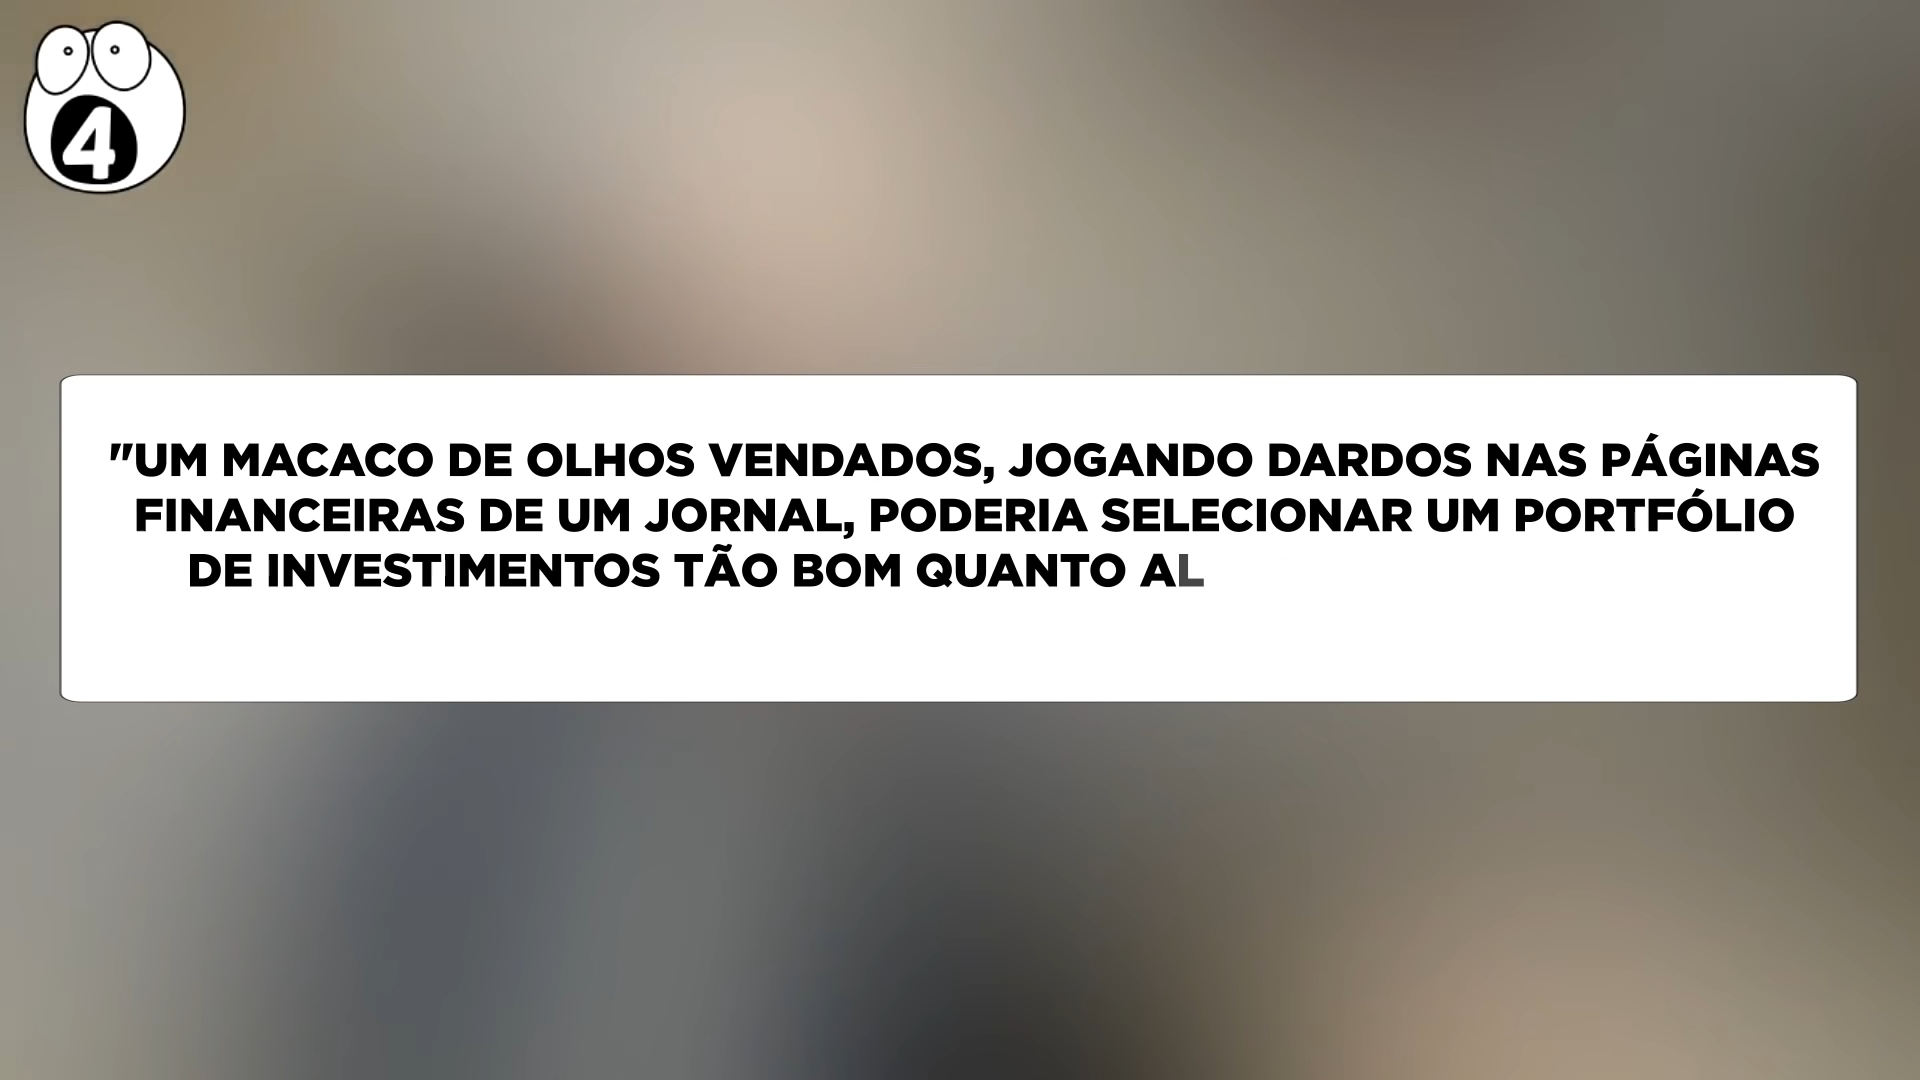 4
"UM MACACO DE OLHOS VENDADOS, JOGANDO DARDOS NAS PÁGINAS
FINANCEIRAS DE UM JORNAL, PODERIA SELECIONAR UM PORTFÓLIO
DE INVESTIMENTOS TÃO BOM QUANTO AL